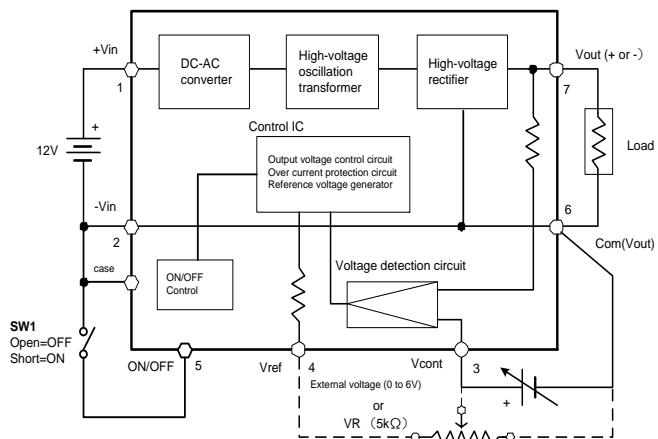 +Vin
1
DC-AC
converter
High-voltage
oscillation
transformer
High-voltage
rectifier
Vout (+ or -)
7
Load
+
12V
Control IC
Output voltage control circuit
Over current protection circuit
Reference voltage generator
-Vin
2
6
Com(Vout)
case
ON/OFF
Control
Voltage detection circuit
SW1
Open=OFF
Short=ON
ON/OFF
5
Vref
4
Vcont
3
External voltage (0 to 6V)
+
or
VR (5kΩ)